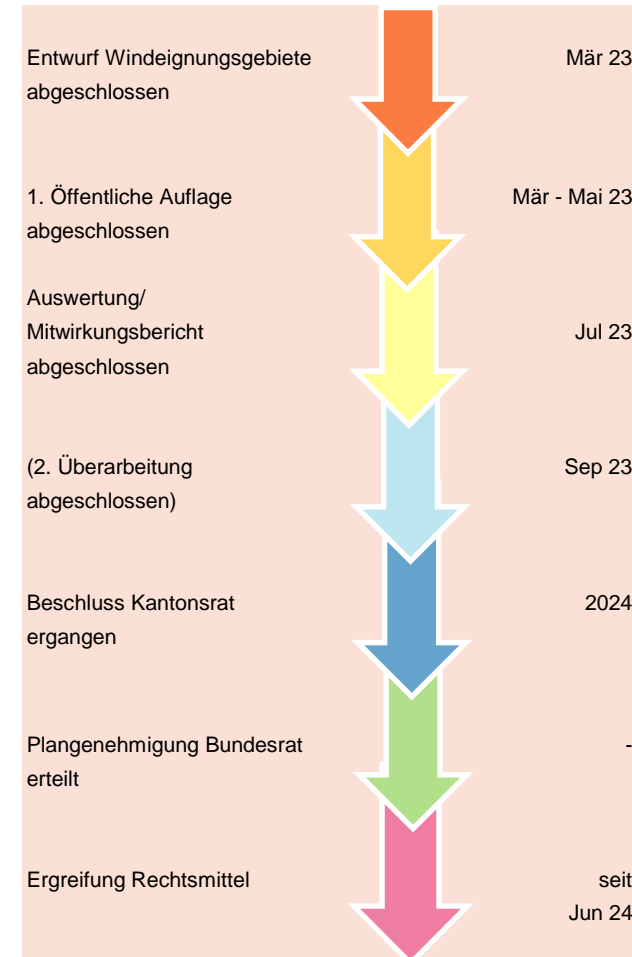 Entwurf Windeignungsgebiete Mär 23
abgeschlossen
1. Öffentliche Auflage Mär - Mai 23
abgeschlossen
Auswertung/
Mitwirkungsbericht Jul 23
abgeschlossen
(2. Überarbeitung Sep 23
abgeschlossen)
Beschluss Kantonsrat 2024
ergangen
Plangenehmigung Bundesrat -
erteilt
Ergreifung Rechtsmittel seit
Jun 24